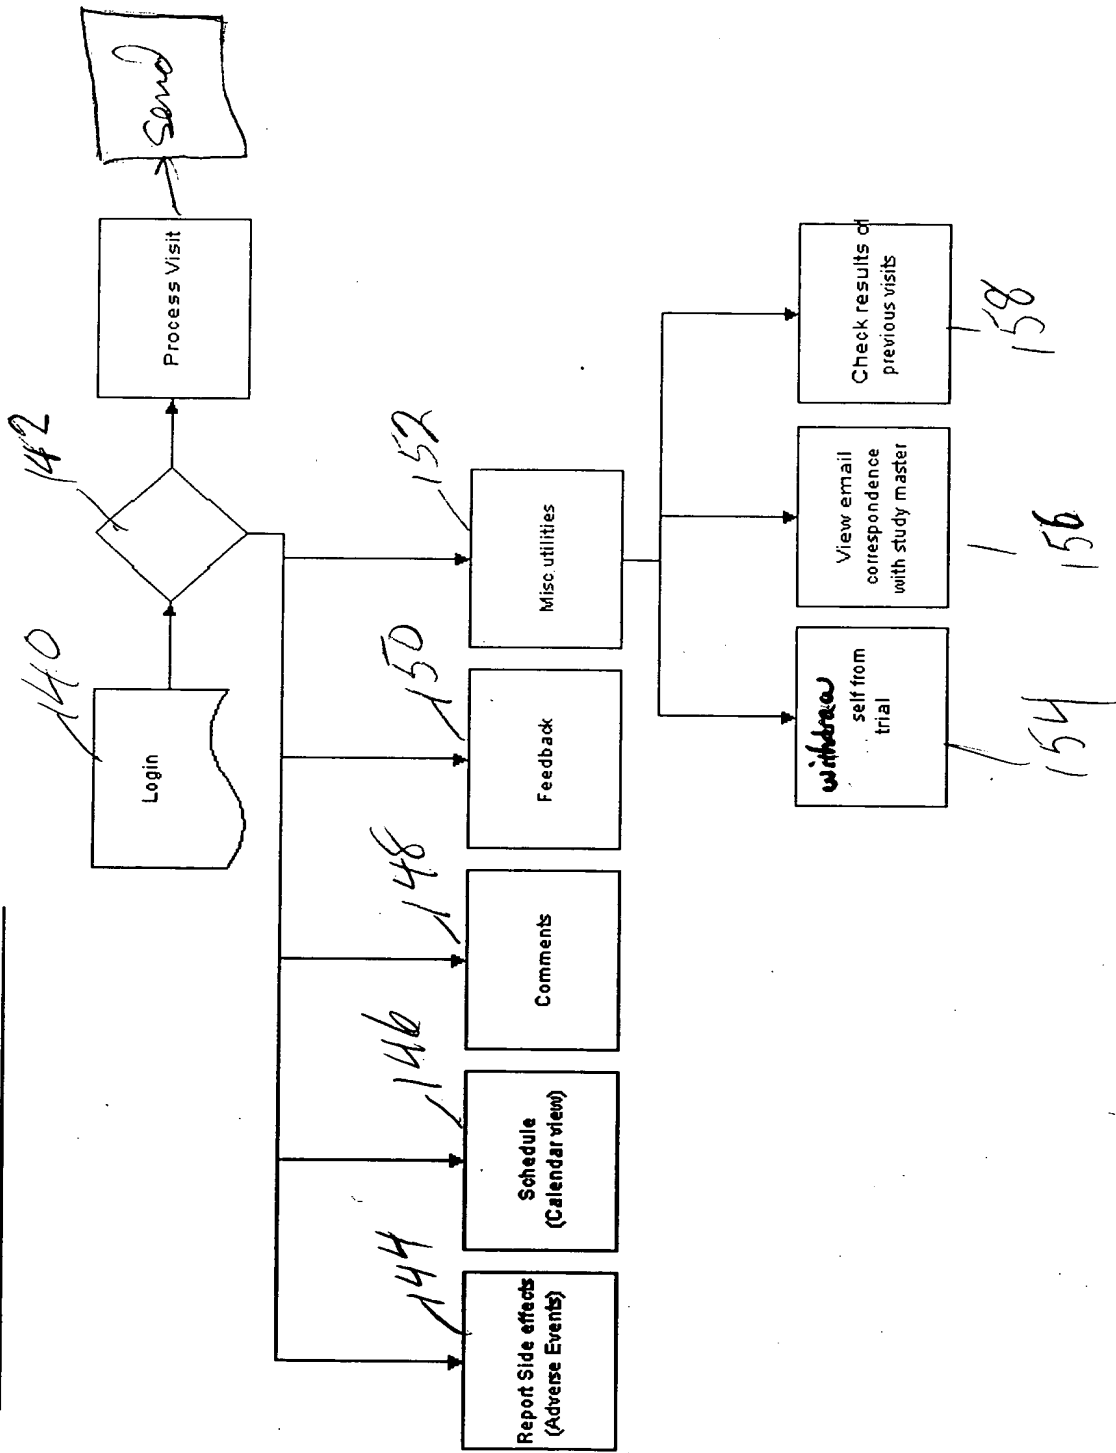 140
Login
142
Process Visit
Send
144
Report Side effects
(Adverse Events)
146
Schedule
(Calendar view)
148
Comments
150
Feedback
152
Misc utilities
withdraw
self from
trial
154
View email
correspondence
with study master
156
Check results of
previous visits
158